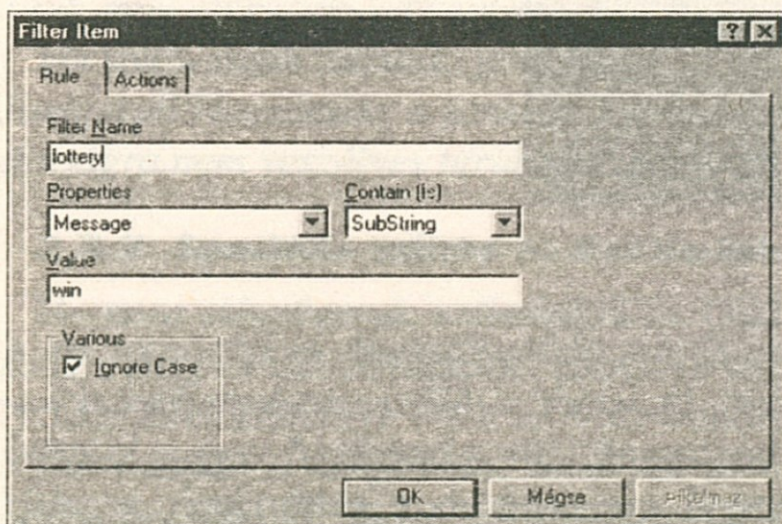 Filter Item
Rule Actions
Filter Name
lottery
Properties Contain (Is)
Message SubString
Value
win
Various
Ignore Case
OK Mégse